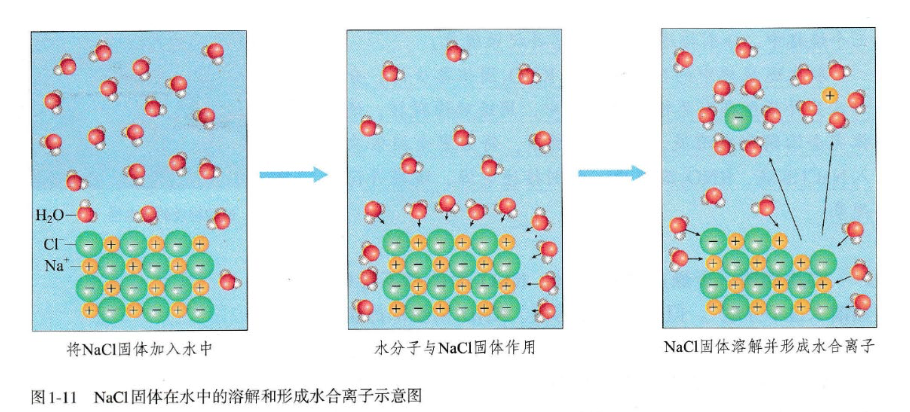 H₂O
Cl⁻
Na⁺
将NaCl固体加入水中
水分子与NaCl固体作用
NaCl固体溶解并形成水合离子
图1-11 NaCl固体在水中的溶解和形成水合离子示意图